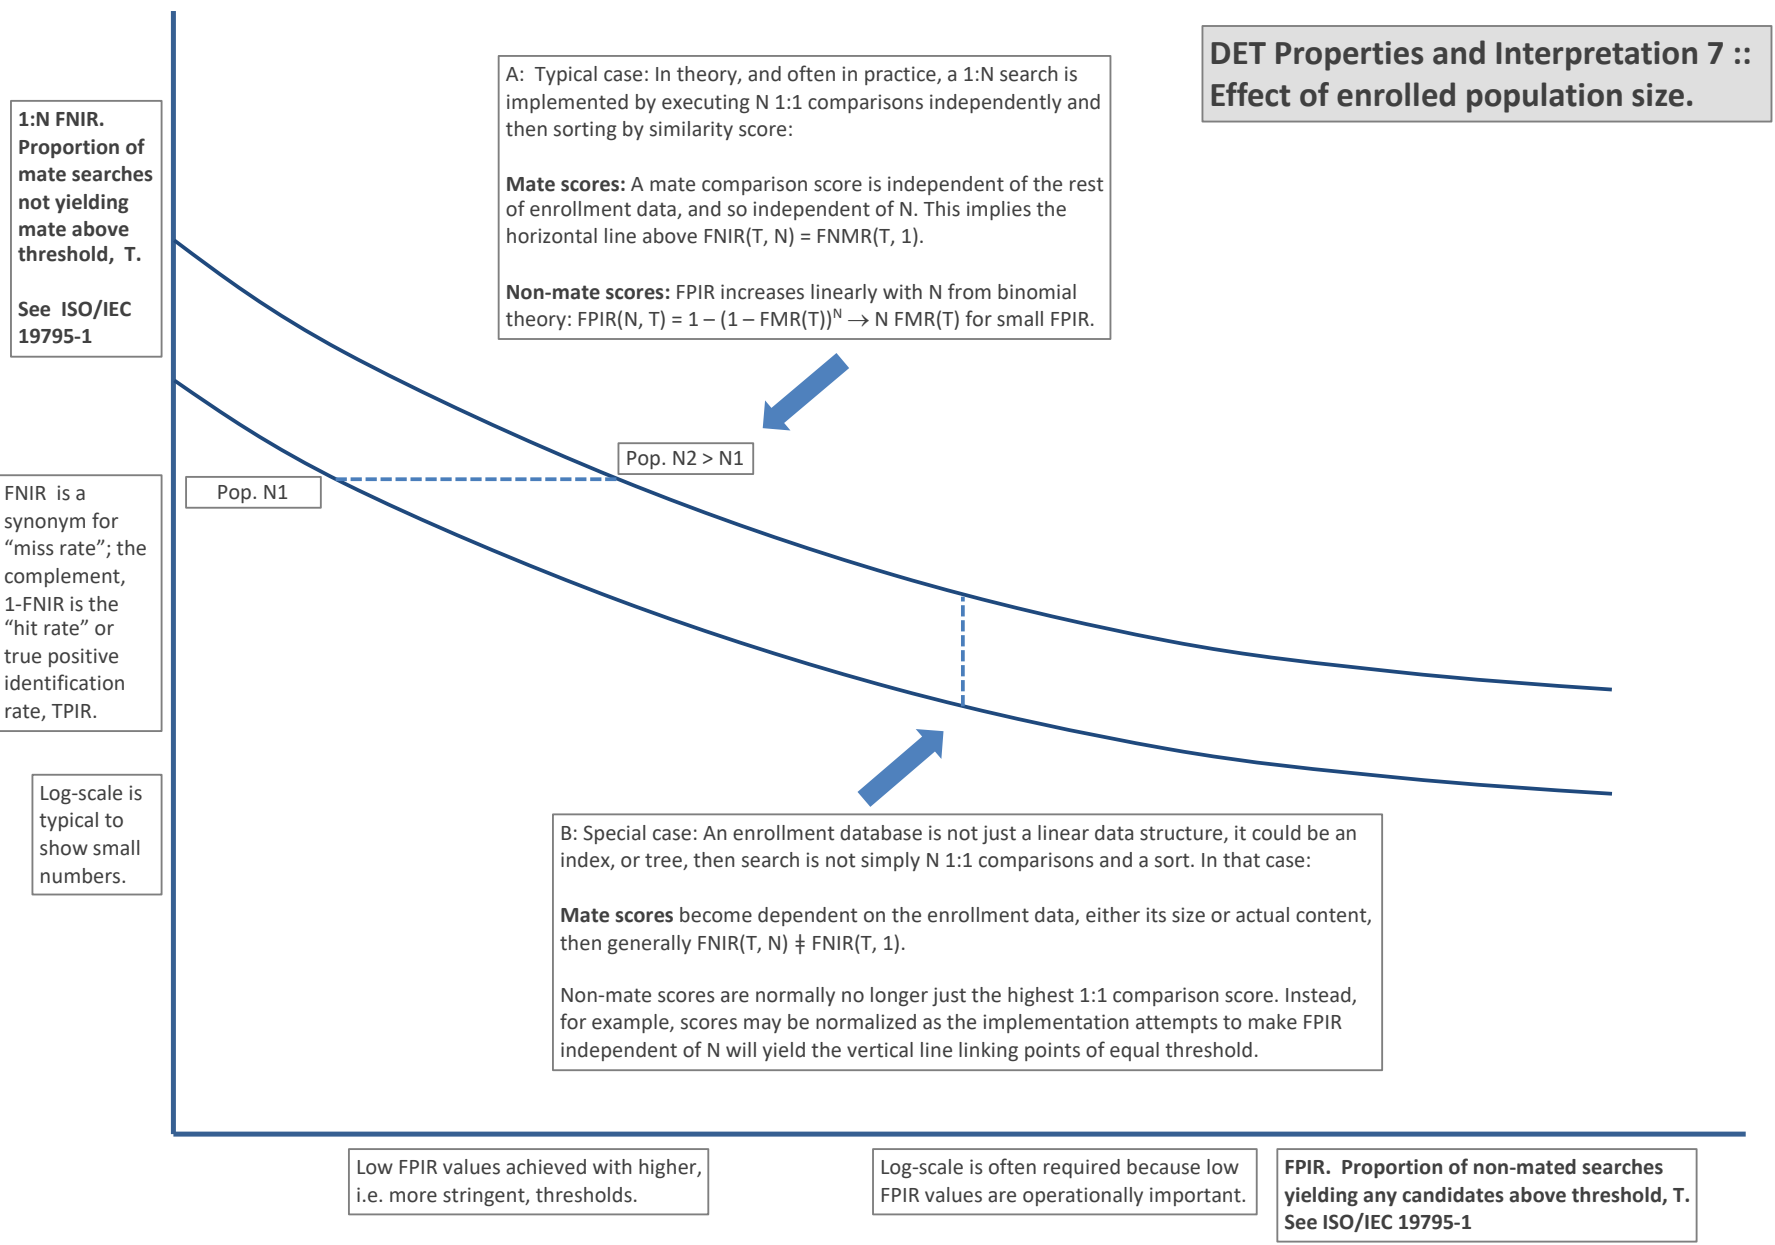 DET Properties and Interpretation 7 ::
Effect of enrolled population size.
A:  Typical case: In theory, and often in practice, a 1:N search is
implemented by executing N 1:1 comparisons independently and
then sorting by similarity score:
Mate scores: A mate comparison score is independent of the rest
of enrollment data, and so independent of N. This implies the
horizontal line above FNIR(T, N) = FNMR(T, 1).
Non-mate scores: FPIR increases linearly with N from binomial
theory: FPIR(N, T) = 1 – (1 – FMR(T))^N → N FMR(T) for small FPIR.
1:N FNIR.
Proportion of
mate searches
not yielding
mate above
threshold,  T.
See  ISO/IEC
19795-1
Pop. N2 > N1
Pop. N1
FNIR  is a
synonym for
“miss rate”; the
complement,
1-FNIR is the
“hit rate” or
true positive
identification
rate, TPIR.
Log-scale is
typical to
show small
numbers.
B: Special case: An enrollment database is not just a linear data structure, it could be an
index, or tree, then search is not simply N 1:1 comparisons and a sort. In that case:
Mate scores become dependent on the enrollment data, either its size or actual content,
then generally FNIR(T, N) ǂ FNIR(T, 1).
Non-mate scores are normally no longer just the highest 1:1 comparison score. Instead,
for example, scores may be normalized as the implementation attempts to make FPIR
independent of N will yield the vertical line linking points of equal threshold.
Low FPIR values achieved with higher,
i.e. more stringent, thresholds.
Log-scale is often required because low
FPIR values are operationally important.
FPIR.  Proportion of non-mated searches
yielding any candidates above threshold, T.
See ISO/IEC 19795-1